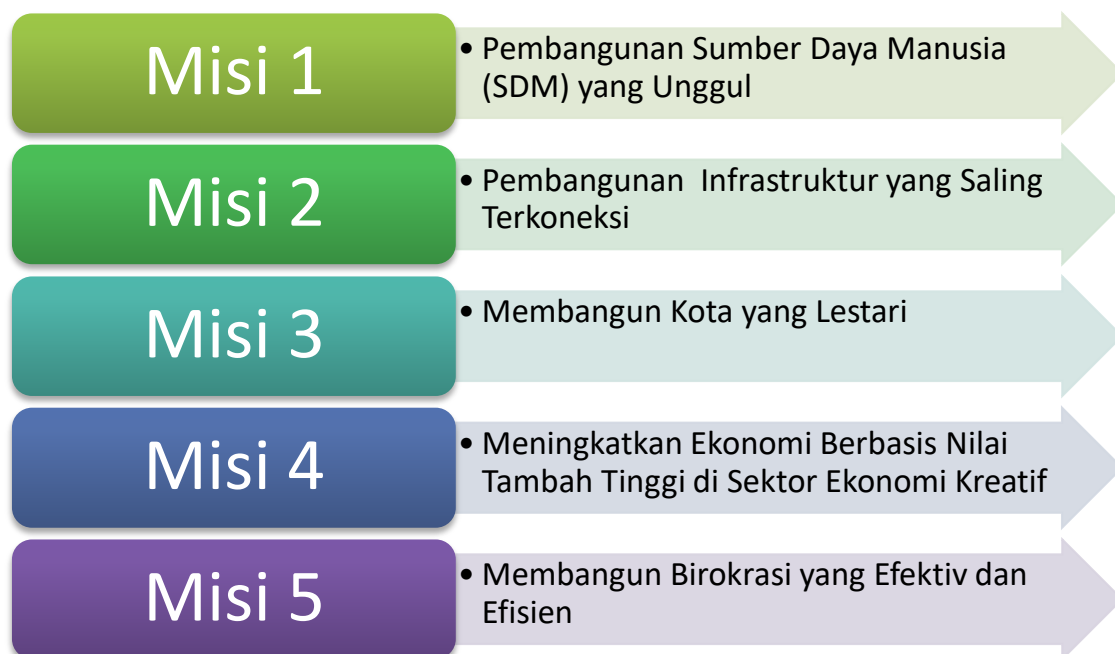 Misi 1
• Pembangunan Sumber Daya Manusia
(SDM) yang Unggul
Misi 2
• Pembangunan  Infrastruktur yang Saling
Terkoneksi
Misi 3
• Membangun Kota yang Lestari
Misi 4
• Meningkatkan Ekonomi Berbasis Nilai
Tambah Tinggi di Sektor Ekonomi Kreatif
Misi 5
• Membangun Birokrasi yang Efektiv dan
Efisien